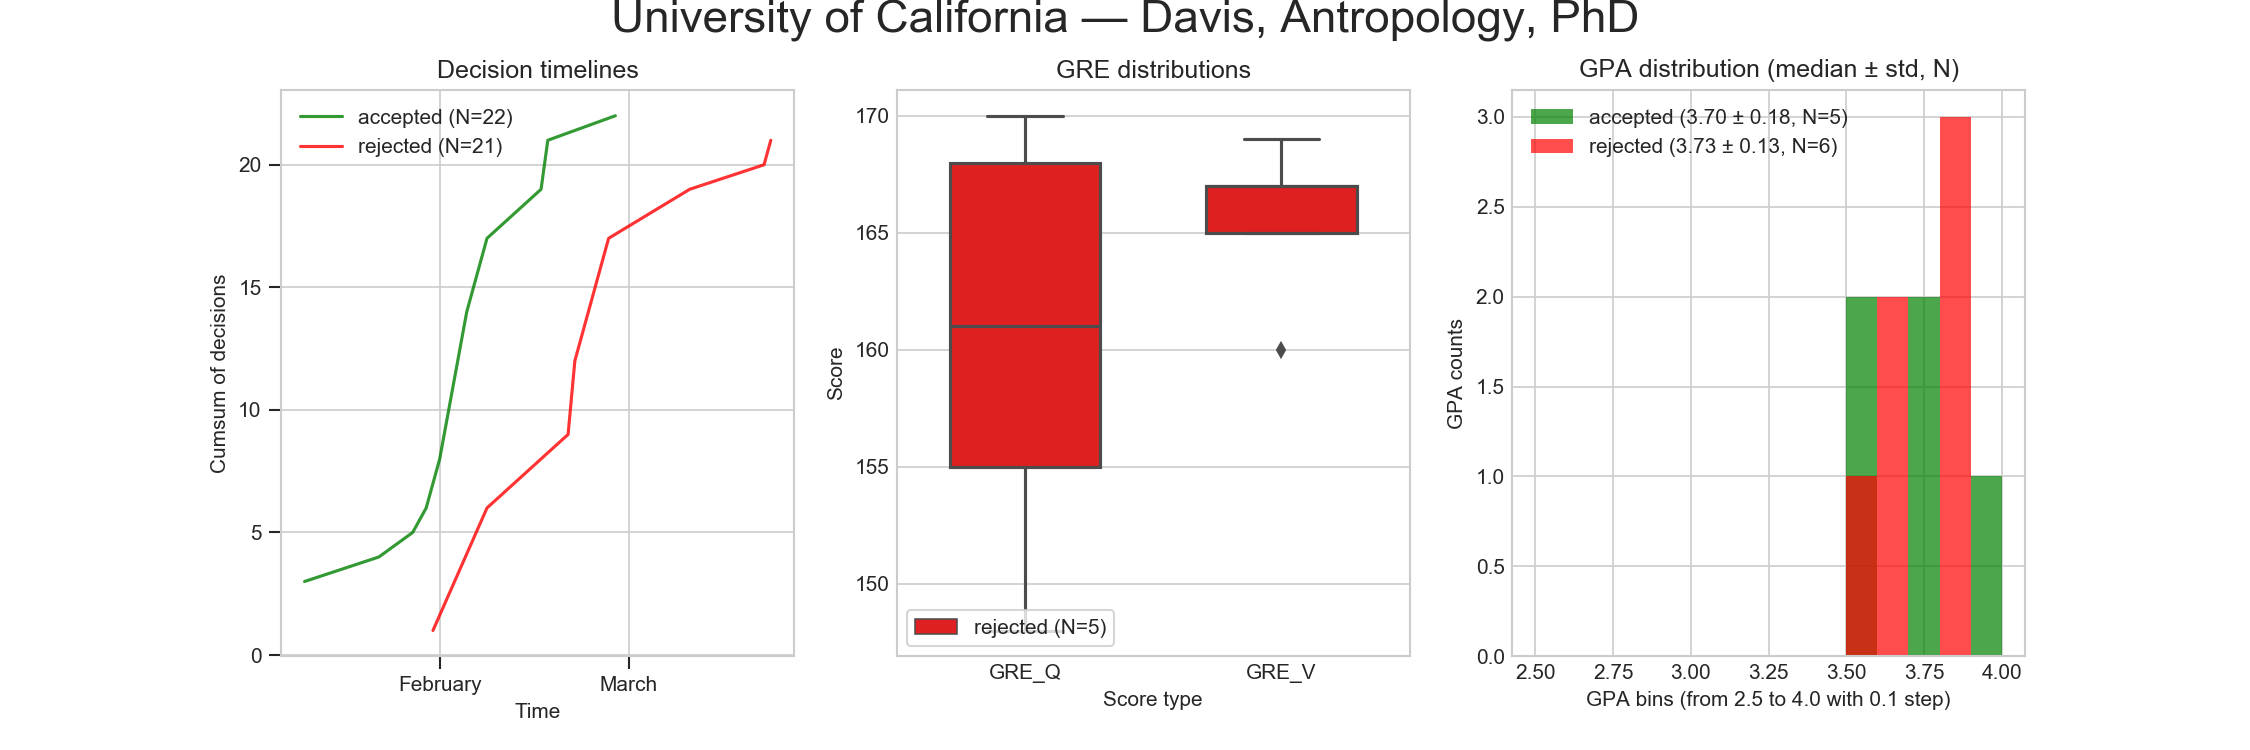 University of California — Davis, Antropology, PhD
Decision timelines
accepted (N=22)
rejected (N=21)
20
15
10
5
0
Cumsum of decisions
February
March
Time
GRE distributions
170
165
160
155
150
Score
rejected (N=5)
GRE_Q
GRE_V
Score type
GPA distribution (median ± std, N)
accepted (3.70 ± 0.18, N=5)
rejected (3.73 ± 0.13, N=6)
3.0
2.5
2.0
1.5
1.0
0.5
0.0
GPA counts
2.50 2.75 3.00 3.25 3.50 3.75 4.00
GPA bins (from 2.5 to 4.0 with 0.1 step)